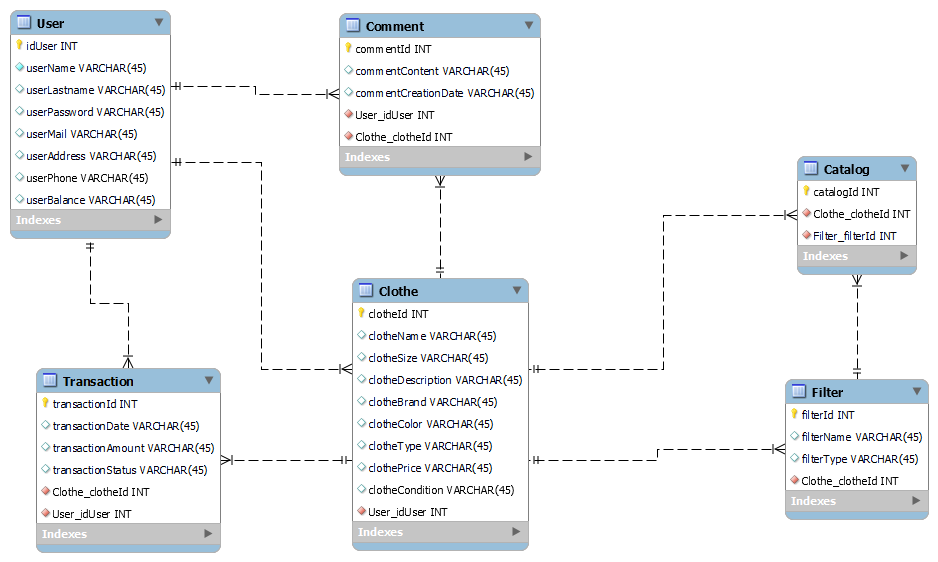 User
idUser INT
userName VARCHAR(45)
userLastname VARCHAR(45)
userPassword VARCHAR(45)
userMail VARCHAR(45)
userAddress VARCHAR(45)
userPhone VARCHAR(45)
userBalance VARCHAR(45)
Indexes
Comment
commentId INT
commentContent VARCHAR(45)
commentCreationDate VARCHAR(45)
User_idUser INT
Clothe_clotheId INT
Indexes
Catalog
catalogId INT
Clothe_clotheId INT
Filter_filterId INT
Indexes
Clothe
clotheId INT
clotheName VARCHAR(45)
clotheSize VARCHAR(45)
clotheDescription VARCHAR(45)
clotheBrand VARCHAR(45)
clotheColor VARCHAR(45)
clotheType VARCHAR(45)
clothePrice VARCHAR(45)
clotheCondition VARCHAR(45)
User_idUser INT
Indexes
Transaction
transactionId INT
transactionDate VARCHAR(45)
transactionAmount VARCHAR(45)
transactionStatus VARCHAR(45)
Clothe_clotheId INT
User_idUser INT
Indexes
Filter
filterId INT
filterName VARCHAR(45)
filterType VARCHAR(45)
Clothe_clotheId INT
Indexes